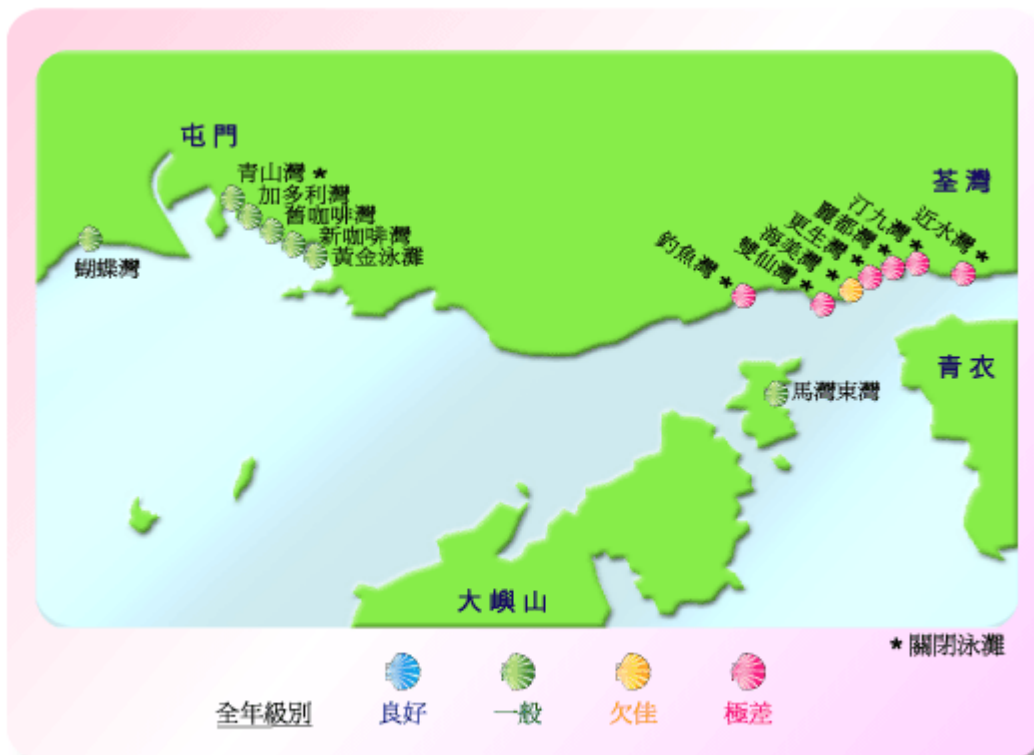 屯門
青山灣 *
加多利灣
舊咖啡灣
新咖啡灣
黃金泳灘
蝴蝶灣
荃灣
釣魚灣 *
雙仙灣 *
海美灣 *
更生灣 *
麗都灣 *
汀九灣 *
近水灣 *
青衣
馬灣東灣
大嶼山
* 關閉泳灘
全年級別 良好 一般 欠佳 極差